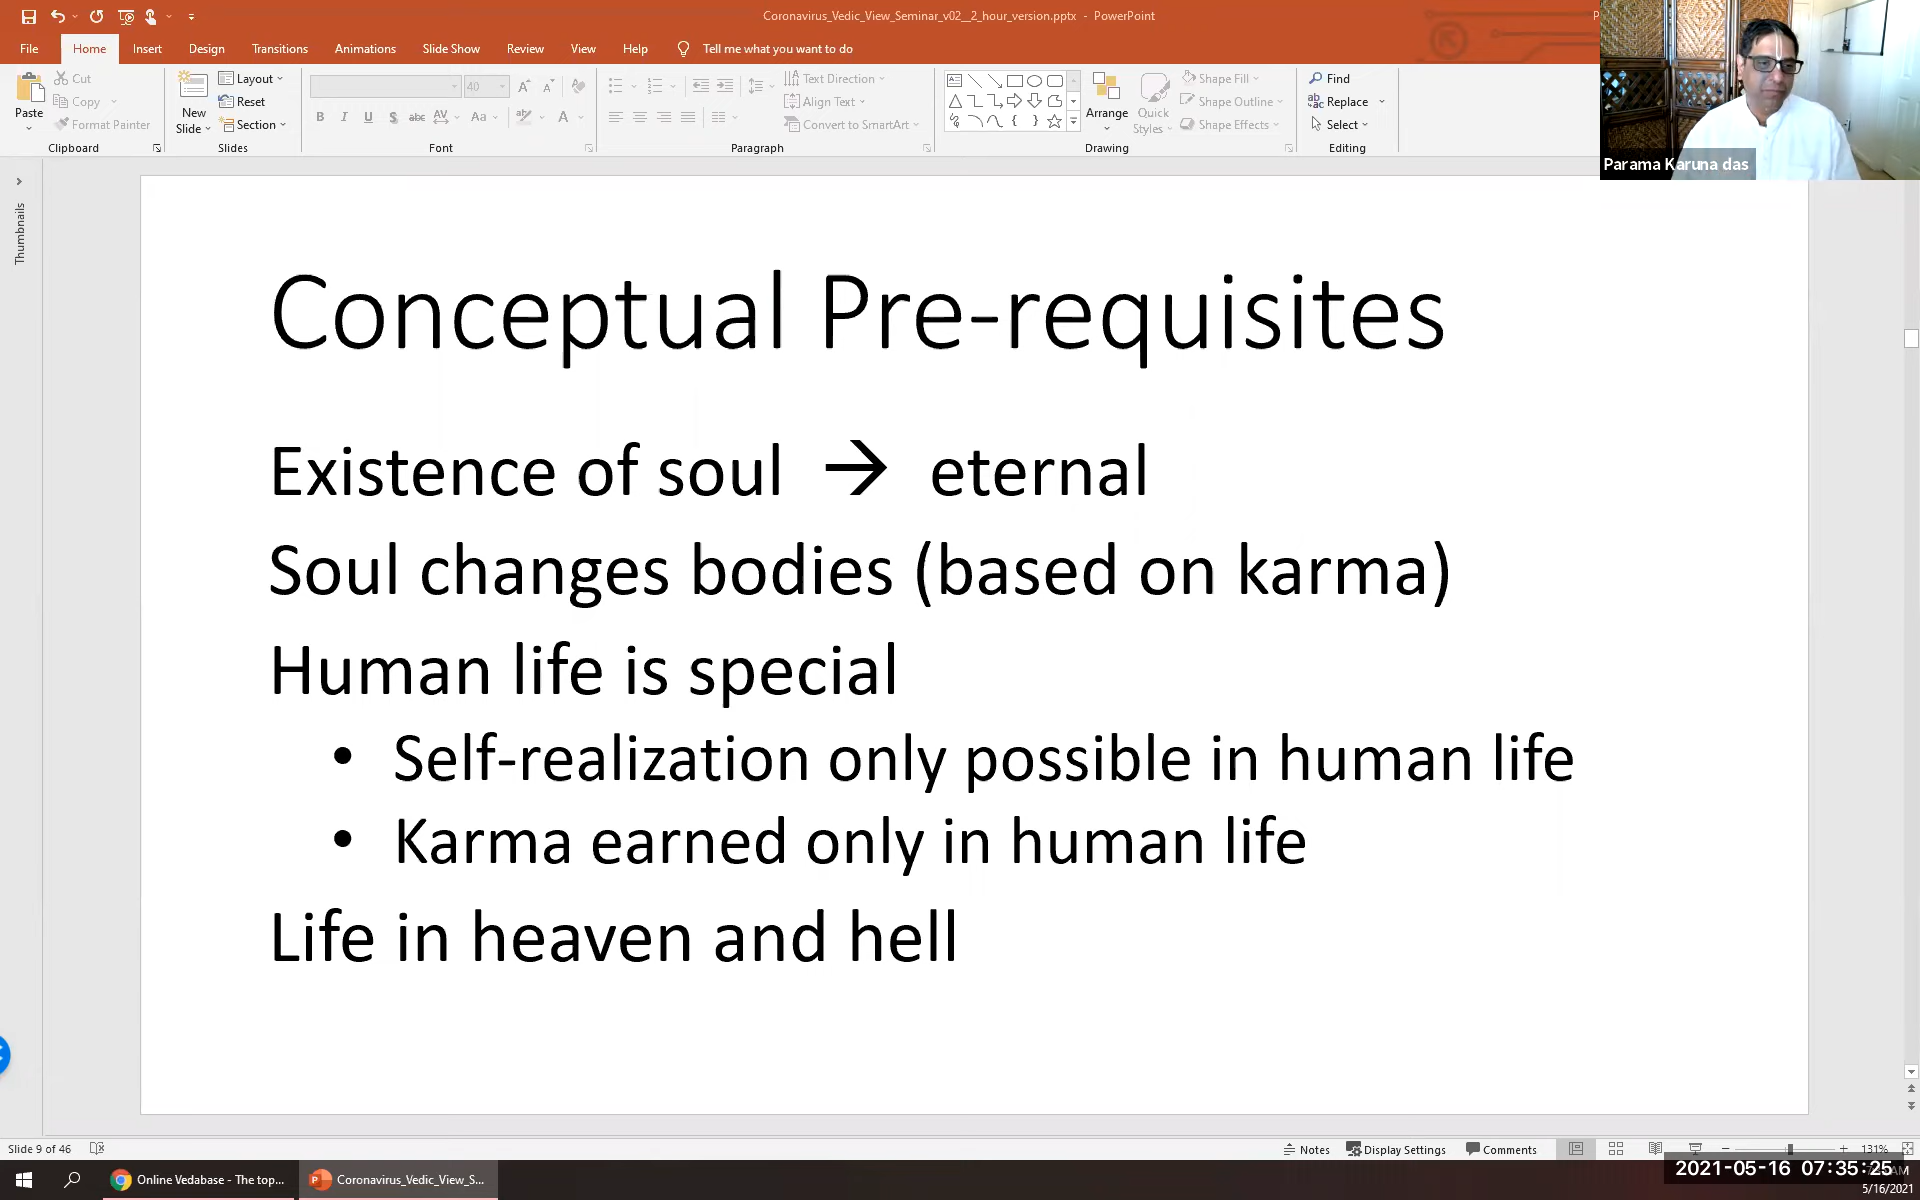 Coronavirus_Vedic_View_Seminar_v02__2_hour_version.pptx - PowerPoint
File Home Insert Design Transitions Animations Slide Show Review View Help Tell me what you want to do
Paste
Cut
Copy
Format Painter
Clipboard
New Slide
Layout
Reset
Section
Slides
40
Font
Text Direction
Align Text
Convert to SmartArt
Paragraph
Arrange
Quick Styles
Shape Fill
Shape Outline
Shape Effects
Drawing
Find
Replace
Select
Editing
Parama Karuna das
Thumbnails
Conceptual Pre-requisites
Existence of soul → eternal
Soul changes bodies (based on karma)
Human life is special
• Self-realization only possible in human life
• Karma earned only in human life
Life in heaven and hell
Slide 9 of 46
Notes Display Settings Comments 131%
Online Vedabase - The top...
Coronavirus_Vedic_View_S...
2021-05-16 07:35:25
5/16/2021